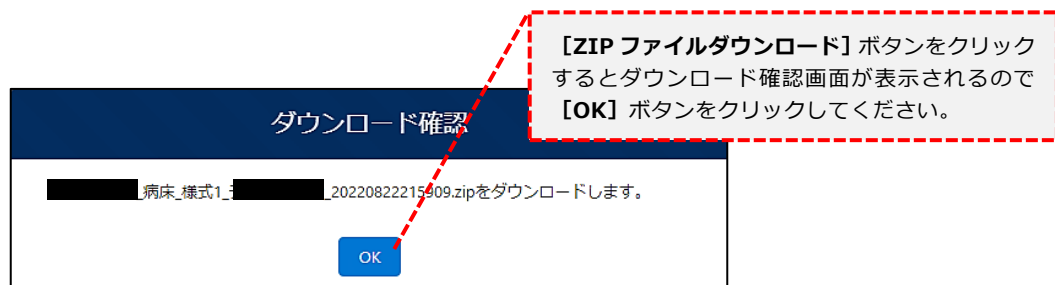 ［ZIP ファイルダウンロード］ボタンをクリック
するとダウンロード確認画面が表示されるので
［OK］ボタンをクリックしてください。
ダウンロード確認
_病床_様式1_ _20220822215909.zipをダウンロードします。
OK